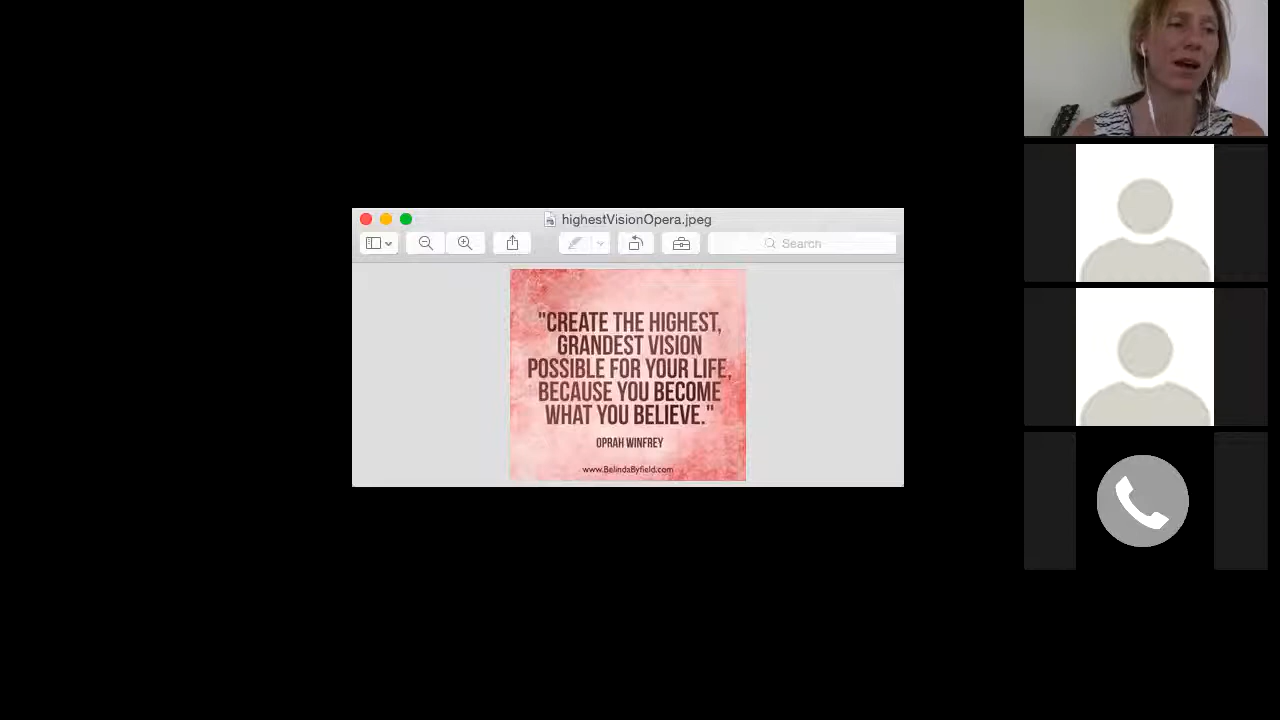 highestVisionOpera.jpeg
Search
"CREATE THE HIGHEST,
GRANDEST VISION
POSSIBLE FOR YOUR LIFE,
BECAUSE YOU BECOME
WHAT YOU BELIEVE."
OPRAH WINFREY
www.BelindaByfield.com